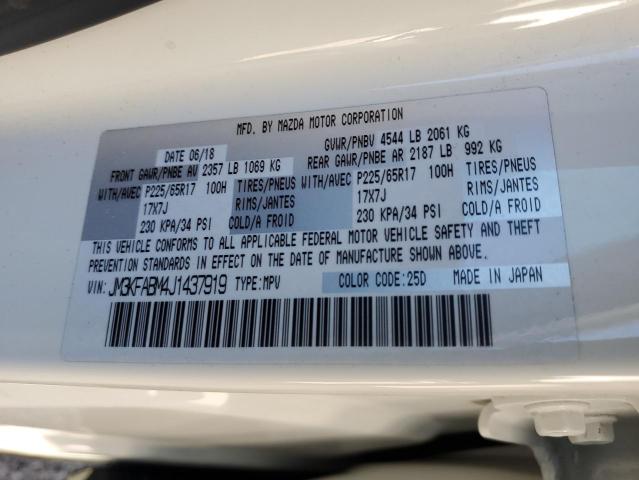 MFD. BY MAZDA MOTOR CORPORATION
DATE 06/18 GVWR/PNBV 4544 LB 2061 KG
FRONT GAWR/PNBE AV 2357 LB 1069 KG REAR GAWR/PNBE AR 2187 LB 992 KG
WITH/AVEC P225/65R17 100H TIRES/PNEUS WITH/AVEC P225/65R17 100H TIRES/PNEUS
17X7J RIMS/JANTES 17X7J RIMS/JANTES
230 KPA/34 PSI COLD/A FROID 230 KPA/34 PSI COLD/A FROID
THIS VEHICLE CONFORMS TO ALL APPLICABLE FEDERAL MOTOR VEHICLE SAFETY AND THEFT
PREVENTION STANDARDS IN EFFECT ON THE DATE OF MANUFACTURE SHOWN ABOVE.
VIN: JM3KFABM4J1437919 TYPE:MPV COLOR CODE:25D MADE IN JAPAN